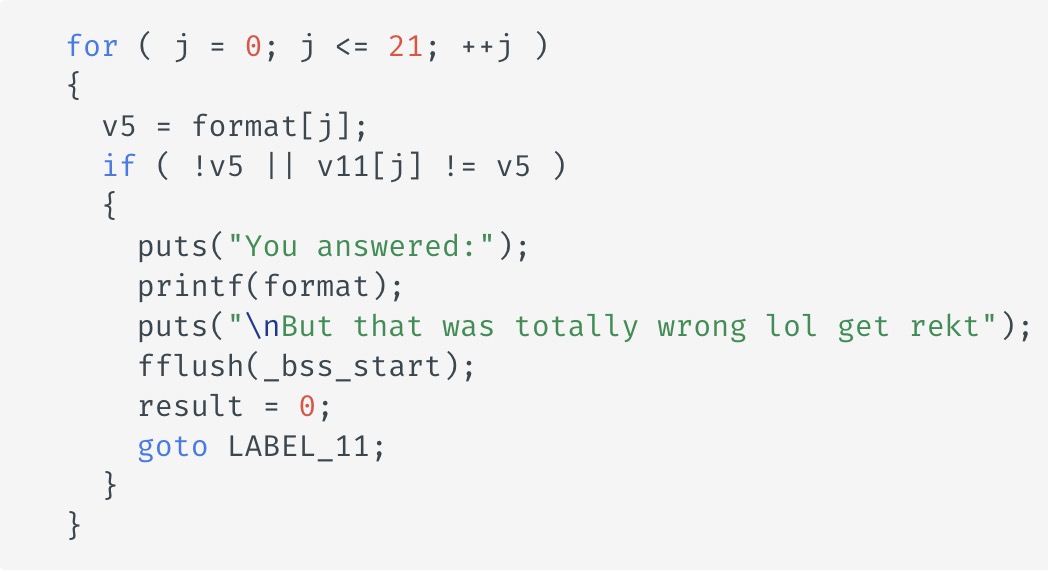 for ( j = 0; j <= 21; ++j )
{
v5 = format[j];
if ( !v5 || v11[j] != v5 )
{
puts("You answered:");
printf(format);
puts("\nBut that was totally wrong lol get rekt");
fflush(_bss_start);
result = 0;
goto LABEL_11;
}
}